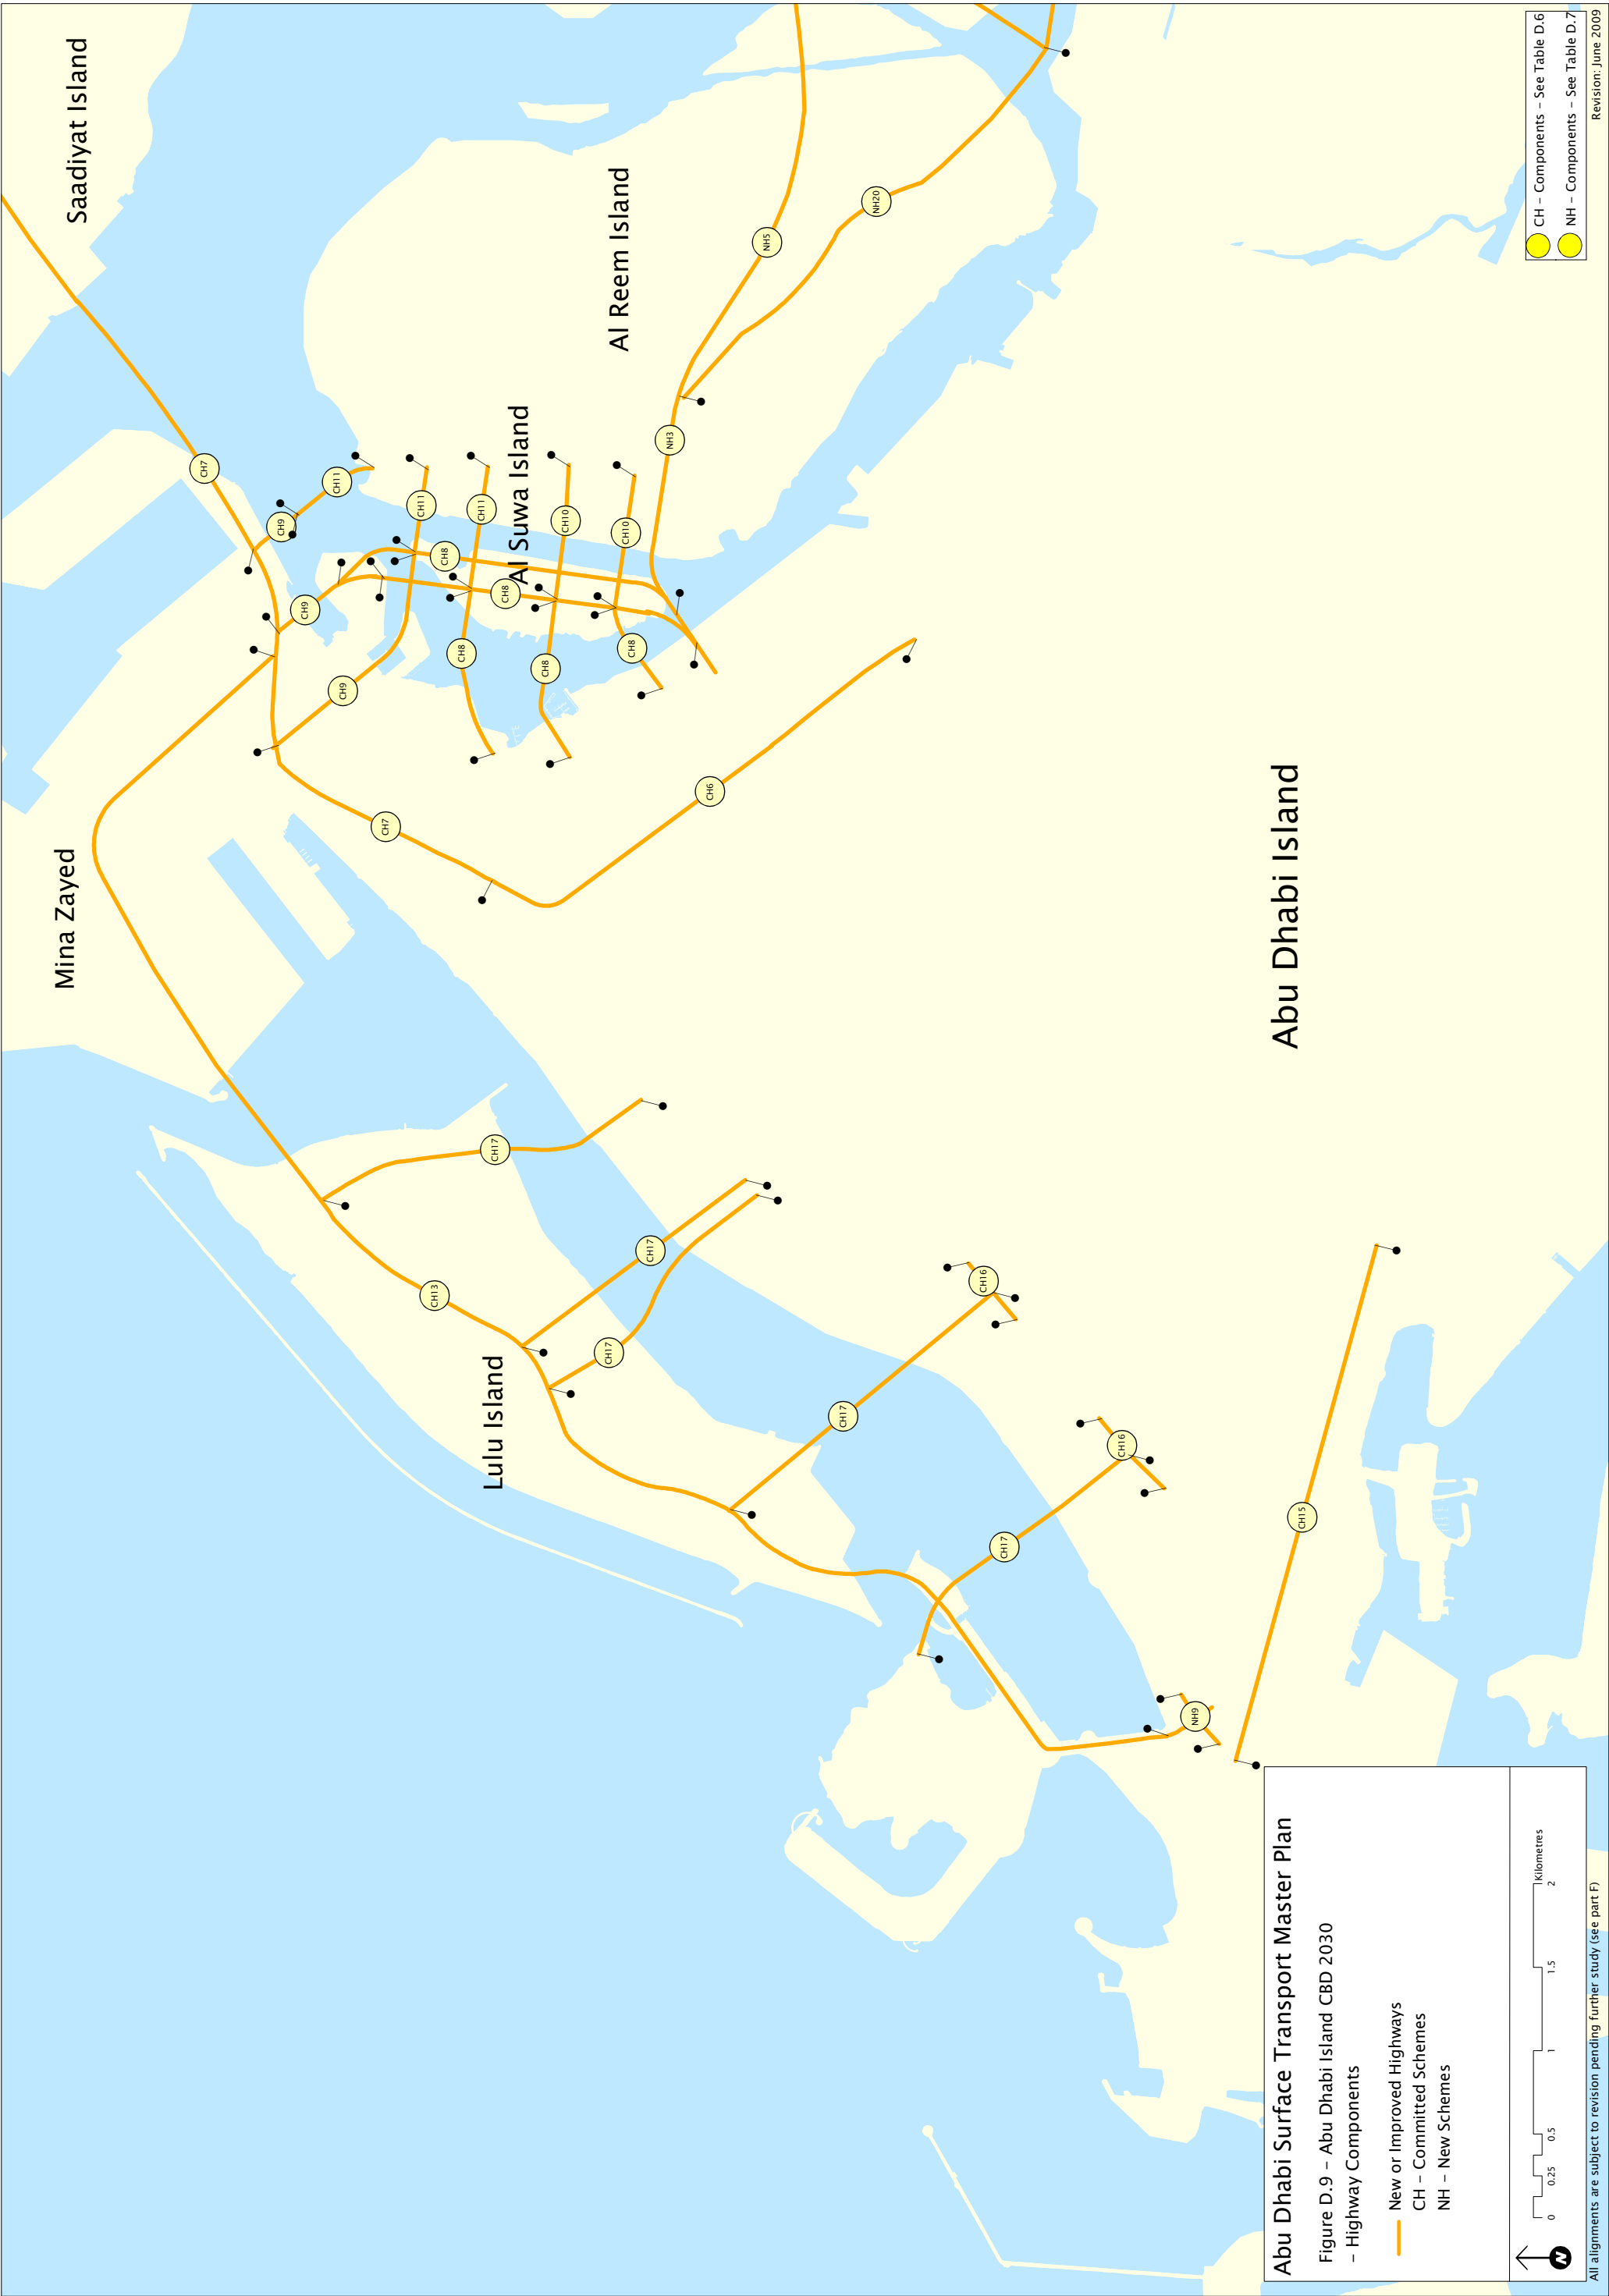 Mina Zayed
Saadiyat Island
CH7
CH9
CH9
CH11
CH9
CH7
CH11
CH13
CH8
CH8
CH11
Lulu Island
CH17
CH8
Al Suwa Island
CH8
CH10
CH17
Al Reem Island
CH10
CH8
CH17
NH3
CH6
NH5
CH17
NH20
CH16
CH17
CH16
NH9
Abu Dhabi Island
CH15
Abu Dhabi Surface Transport Master Plan
Figure D.9 – Abu Dhabi Island CBD 2030
– Highway Components
New or Improved Highways
CH – Committed Schemes
NH – New Schemes
N
Kilometres
0 0.25 0.5 1 1.5 2
All alignments are subject to revision pending further study (see part F)
CH – Components – See Table D.6
NH – Components – See Table D.7
Revision: June 2009